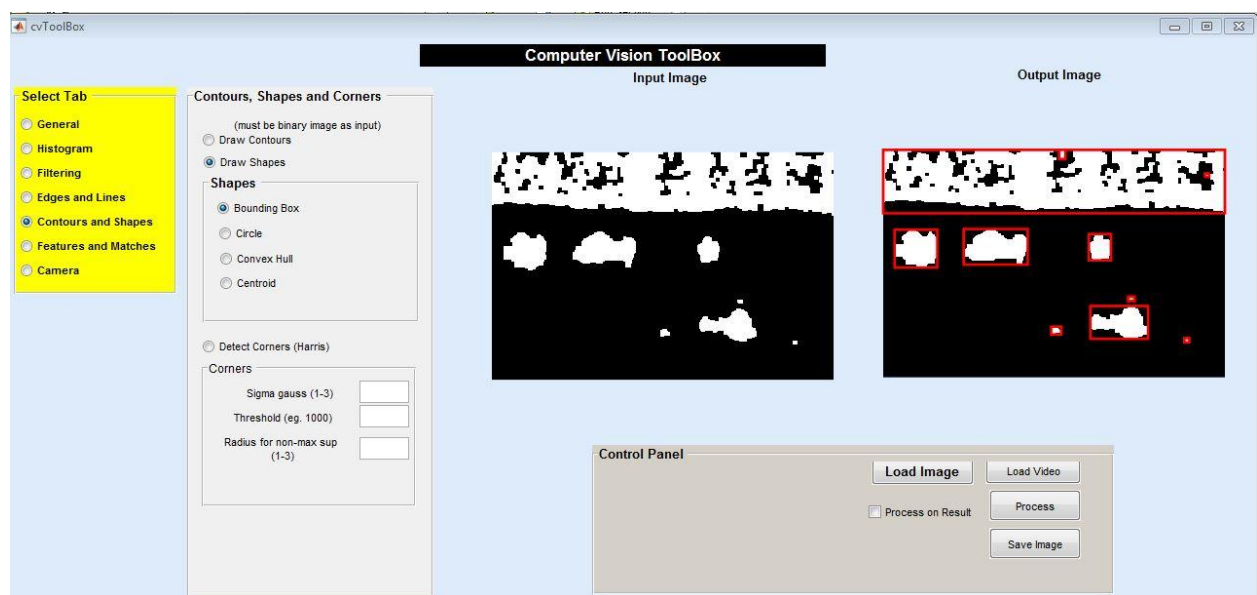 cvToolBox
Computer Vision ToolBox
Input Image
Output Image
Select Tab
General
Histogram
Filtering
Edges and Lines
Contours and Shapes
Features and Matches
Camera
Contours, Shapes and Corners
(must be binary image as input)
Draw Contours
Draw Shapes
Shapes
Bounding Box
Circle
Convex Hull
Centroid
Detect Corners (Harris)
Corners
Sigma gauss (1-3)
Threshold (eg. 1000)
Radius for non-max sup
(1-3)
Control Panel
Load Image
Load Video
Process on Result
Process
Save Image